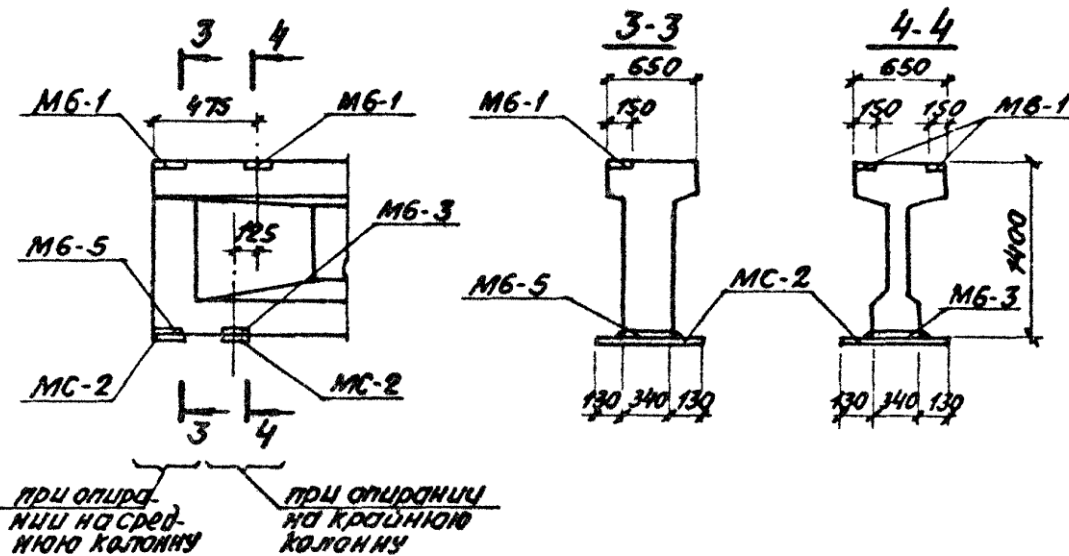 3 4
475
М6-1
М6-1
125
М6-3
М6-5
МС-2
МС-2
3 4
при опира-
нии на сред-
нюю колонну
при опирании
на крайнюю
колонну
3-3
650
М6-1
150
М6-5
МС-2
130 340 130
4-4
650
150 150
М8-1
1400
М6-3
130 340 130